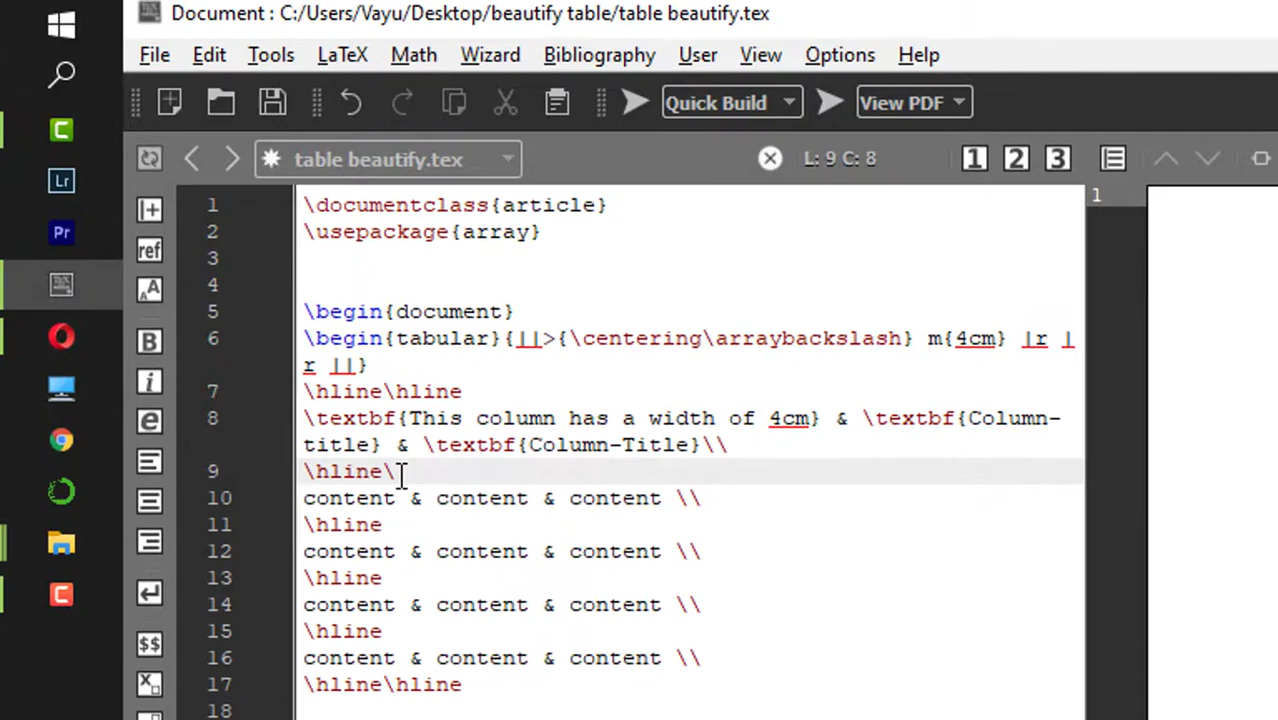 Document : C:/Users/Vayu/Desktop/beautify table/table beautify.tex
File Edit Tools LaTeX Math Wizard Bibliography User View Options Help
Quick Build View PDF
table beautify.tex L: 9 C: 8 1 2 3
1
1 \documentclass{article}
2 \usepackage{array}
3
4
5 \begin{document}
6 \begin{tabular}{||>{\centering\arraybackslash} m{4cm} |r |
r ||}
7 \hline\hline
8 \textbf{This column has a width of 4cm} & \textbf{Column-
title} & \textbf{Column-Title}\\
9 \hline\
10 content & content & content \\
11 \hline
12 content & content & content \\
13 \hline
14 content & content & content \\
15 \hline
16 content & content & content \\
17 \hline\hline
18
C
Lr
Pr
C
ref
A A
B
i
e
$$